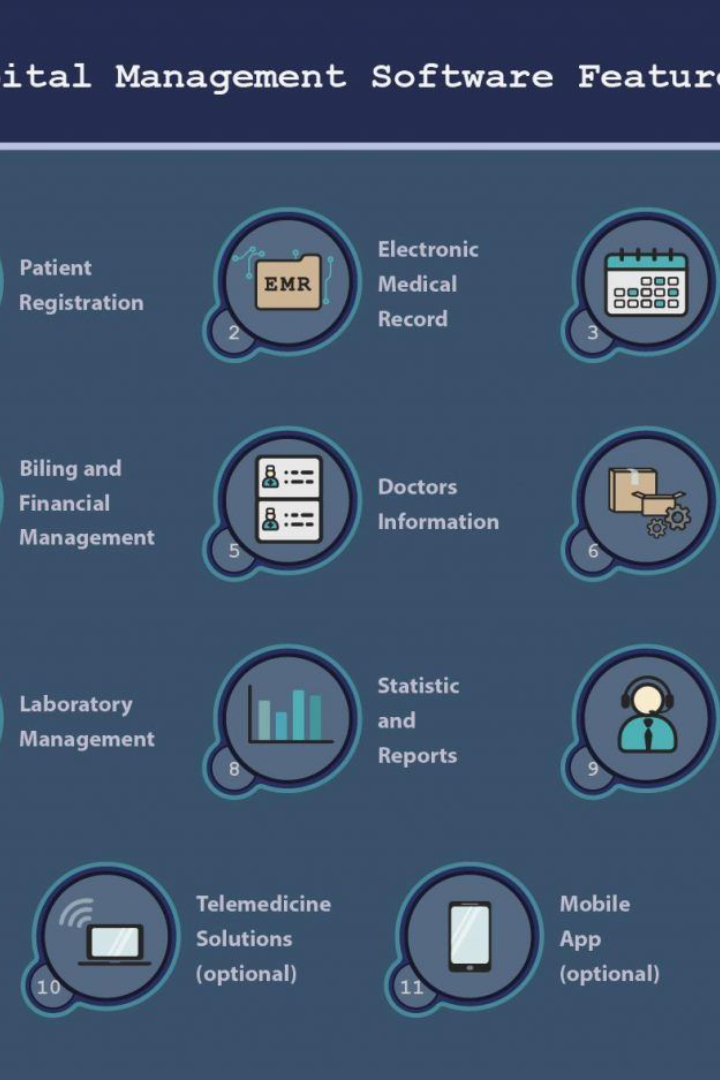 ital Management Software Featur
Patient
Registration
EMR
2
Electronic
Medical
Record
3
Biling and
Financial
Management
5
Doctors
Information
6
Laboratory
Management
8
Statistic
and
Reports
9
10
Telemedicine
Solutions
(optional)
11
Mobile
App
(optional)